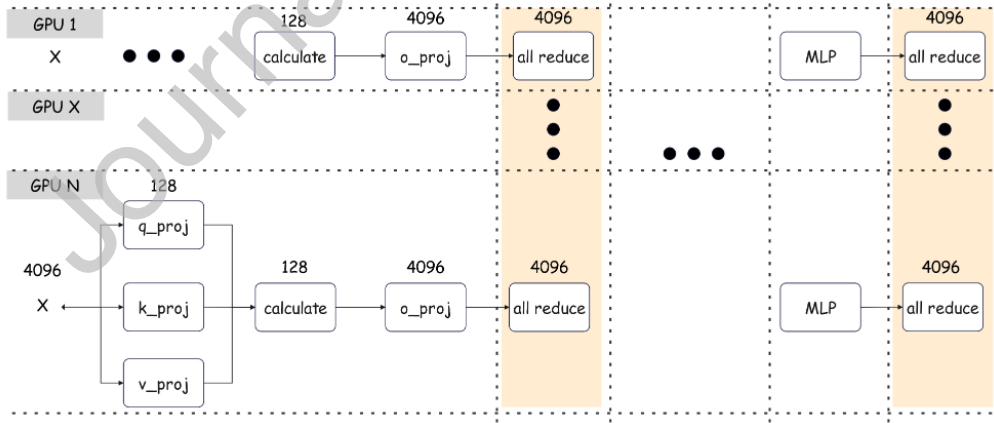 GPU 1
128
4096
4096
4096
X
calculate
o_proj
all reduce
MLP
all reduce
GPU X
GPU N
128
q_proj
4096
128
4096
4096
4096
X
k_proj
calculate
o_proj
all reduce
MLP
all reduce
v_proj
Journa